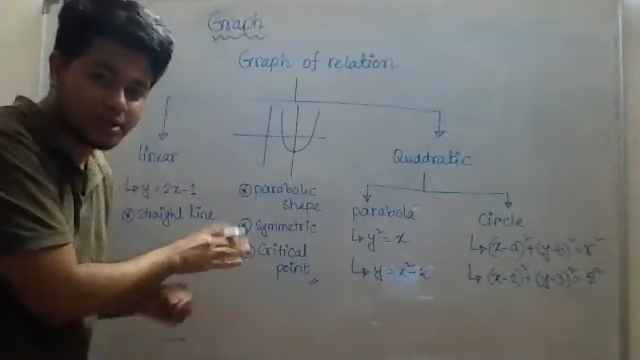 Graph
Graph of relation
Linear
y = 2x-1
* straight line
* parabolic
shape
* Symmetric
* Critical
point
Quadratic
parabola
y² = x
y = x² - 2
Circle
(x-a)² + (y-b)² = r²
(x-2)² + (y-3)² = 5²